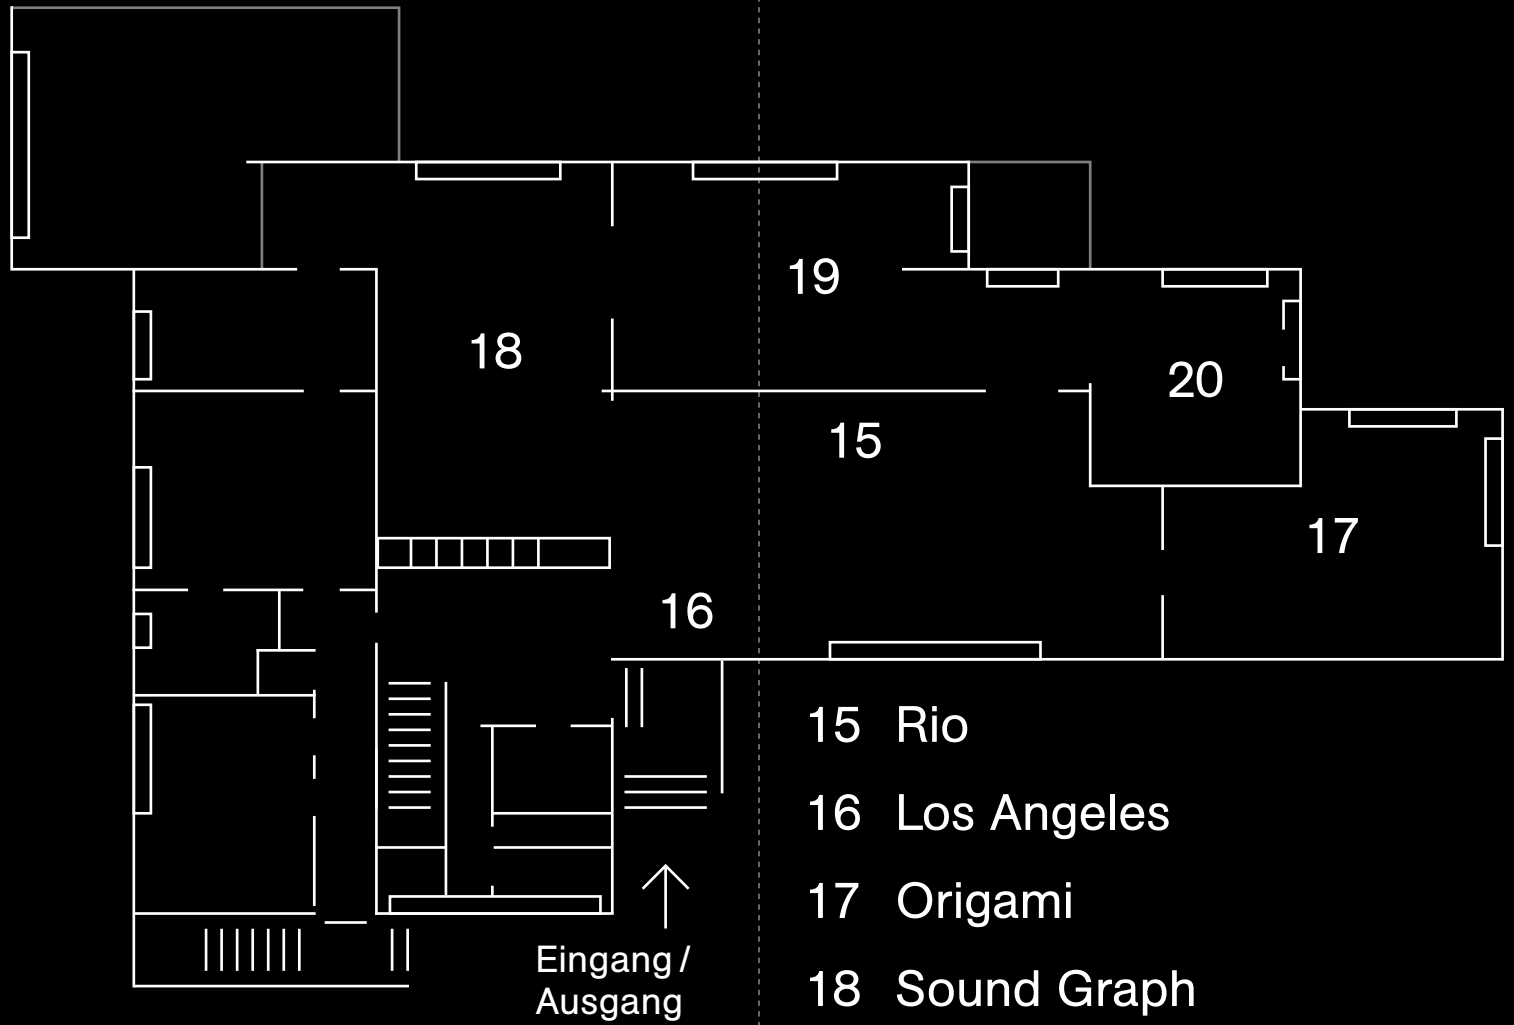 19
18
20
15
17
16
15 Rio
16 Los Angeles
17 Origami
18 Sound Graph
Eingang /
Ausgang